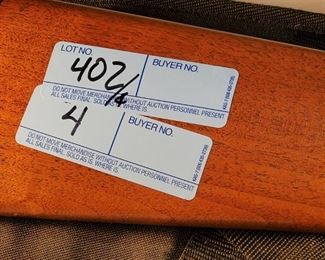 LOT NO.
402/4
BUYER NO.
DO NOT MOVE MERCHANDISE WITHOUT AUCTION PERSONNEL PRESENT
ALL SALES FINAL. SOLD AS IS. WHERE IS.
4
BUYER NO.
DO NOT MOVE MERCHANDISE WITHOUT AUCTION PERSONNEL PRESENT
ALL SALES FINAL. SOLD AS IS. WHERE IS.